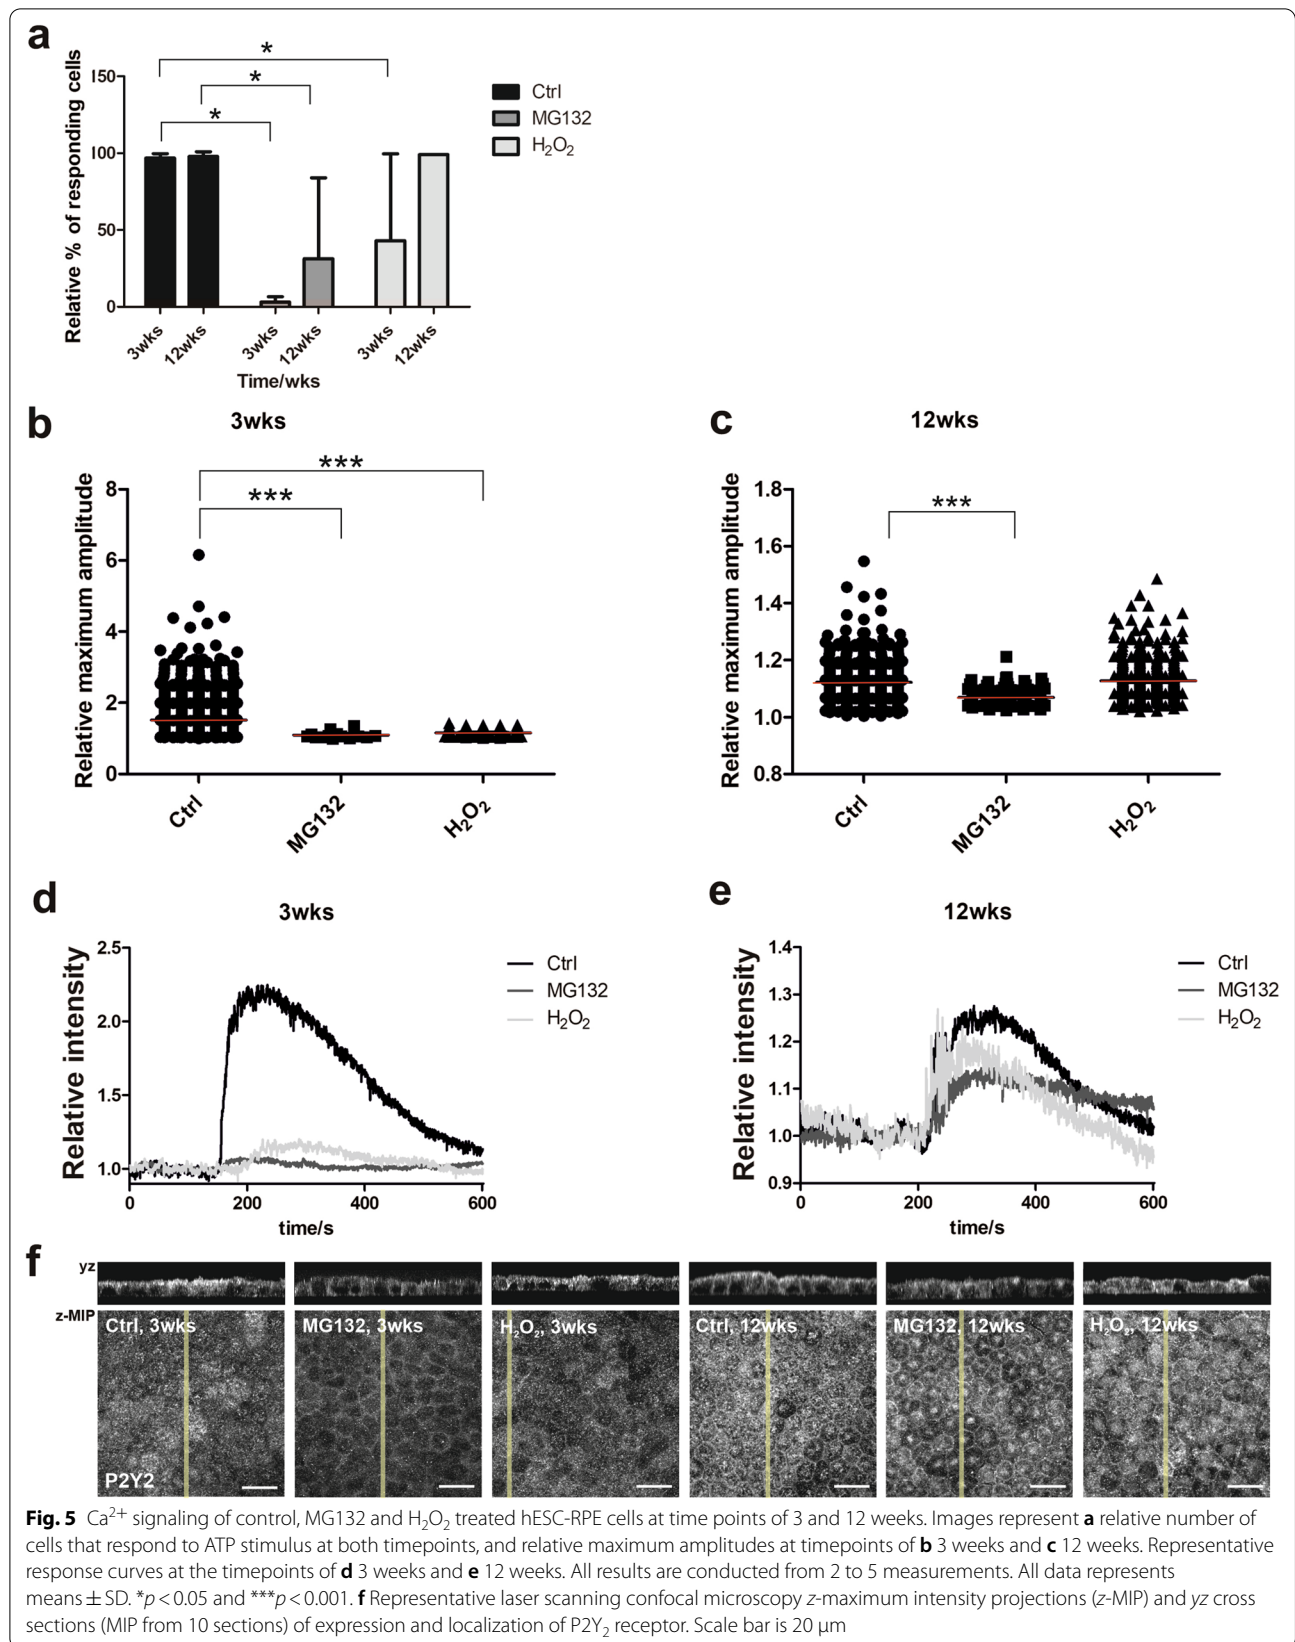 a
*
*
*
150
100
50
0
Relative % of responding cells
3wks
12wks
3wks
12wks
3wks
12wks
Time/wks
Ctrl
MG132
H₂O₂
b
3wks
***
***
8
6
4
2
0
Relative maximum amplitude
Ctrl
MG132
H₂O₂
c
12wks
***
1.8
1.6
1.4
1.2
1.0
0.8
Relative maximum amplitude
Ctrl
MG132
H₂O₂
d
3wks
2.5
2.0
1.5
1.0
Relative intensity
0
200
400
600
time/s
Ctrl
MG132
H₂O₂
e
12wks
1.4
1.3
1.2
1.1
1.0
0.9
Relative intensity
0
200
400
600
time/s
Ctrl
MG132
H₂O₂
f
yz
z-MIP
Ctrl, 3wks
MG132, 3wks
H₂O₂, 3wks
Ctrl, 12wks
MG132, 12wks
H₂O₂, 12wks
P2Y2
Fig. 5 Ca²⁺ signaling of control, MG132 and H₂O₂ treated hESC-RPE cells at time points of 3 and 12 weeks. Images represent a relative number of
cells that respond to ATP stimulus at both timepoints, and relative maximum amplitudes at timepoints of b 3 weeks and c 12 weeks. Representative
response curves at the timepoints of d 3 weeks and e 12 weeks. All results are conducted from 2 to 5 measurements. All data represents
means ± SD. *p < 0.05 and ***p < 0.001. f Representative laser scanning confocal microscopy z-maximum intensity projections (z-MIP) and yz cross
sections (MIP from 10 sections) of expression and localization of P2Y₂ receptor. Scale bar is 20 μm